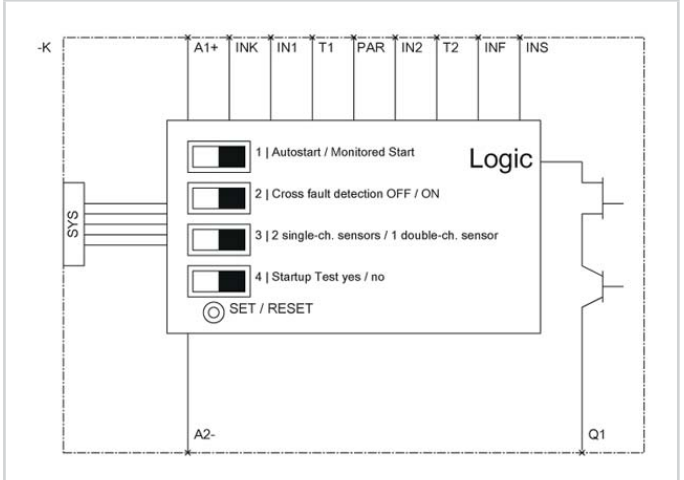 -K
A1+ INK IN1 T1 PAR IN2 T2 INF INS
1 | Autostart / Monitored Start
Logic
2 | Cross fault detection OFF / ON
SYS
3 | 2 single-ch. sensors / 1 double-ch. sensor
4 | Startup Test yes / no
SET / RESET
A2-
Q1